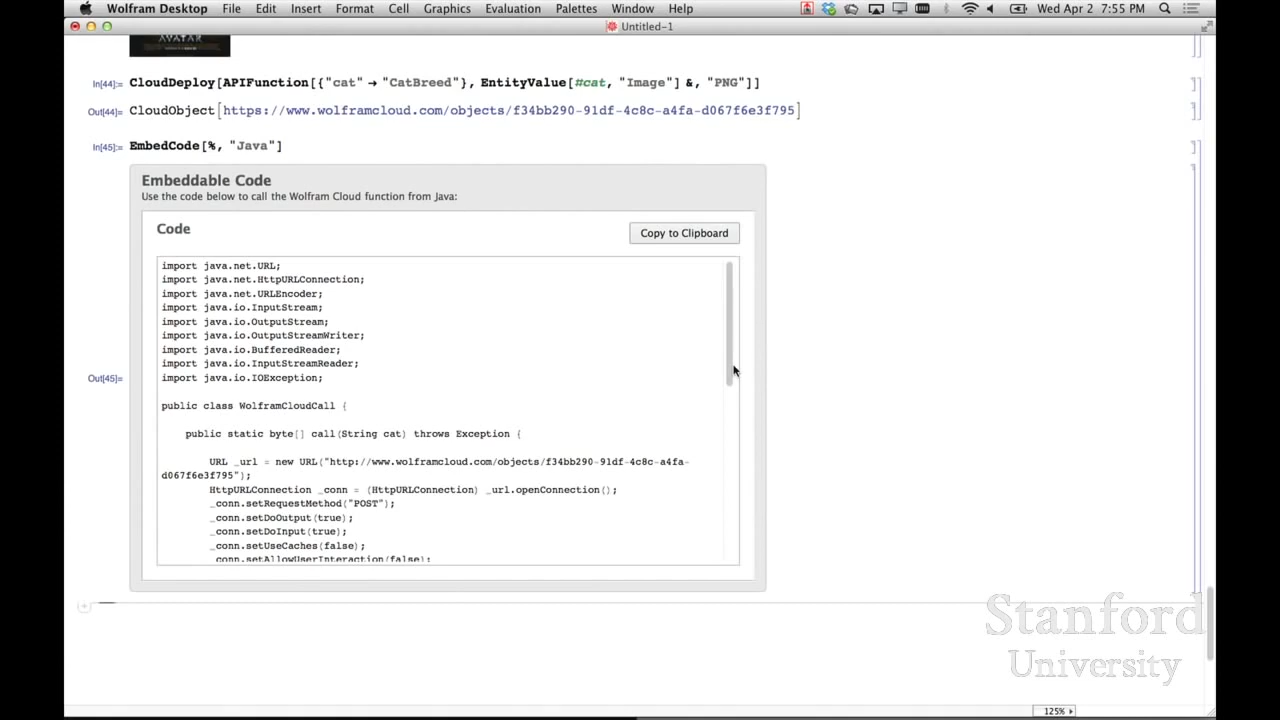 Wolfram Desktop File Edit Insert Format Cell Graphics Evaluation Palettes Window Help Wed Apr 2 7:55 PM
Untitled-1
AVATAR
In[44]:= CloudDeploy[APIFunction[{"cat" → "CatBreed"}, EntityValue[#cat, "Image"] &, "PNG"]]
Out[44]= CloudObject[https://www.wolframcloud.com/objects/f34bb290-91df-4c8c-a4fa-d067f6e3f795]
In[45]:= EmbedCode[%, "Java"]
Embeddable Code
Use the code below to call the Wolfram Cloud function from Java:
Code
Copy to Clipboard
import java.net.URL;
import java.net.HttpURLConnection;
import java.net.URLEncoder;
import java.io.InputStream;
import java.io.OutputStream;
import java.io.OutputStreamWriter;
import java.io.BufferedReader;
import java.io.InputStreamReader;
import java.io.IOException;
Out[45]=
public class WolframCloudCall {
public static byte[] call(String cat) throws Exception {
URL _url = new URL("http://www.wolframcloud.com/objects/f34bb290-91df-4c8c-a4fa-
d067f6e3f795");
HttpURLConnection _conn = (HttpURLConnection) _url.openConnection();
_conn.setRequestMethod("POST");
_conn.setDoOutput(true);
_conn.setDoInput(true);
_conn.setUseCaches(false);
_conn.setAllowUserInteraction(false);
Stanford
University
125%